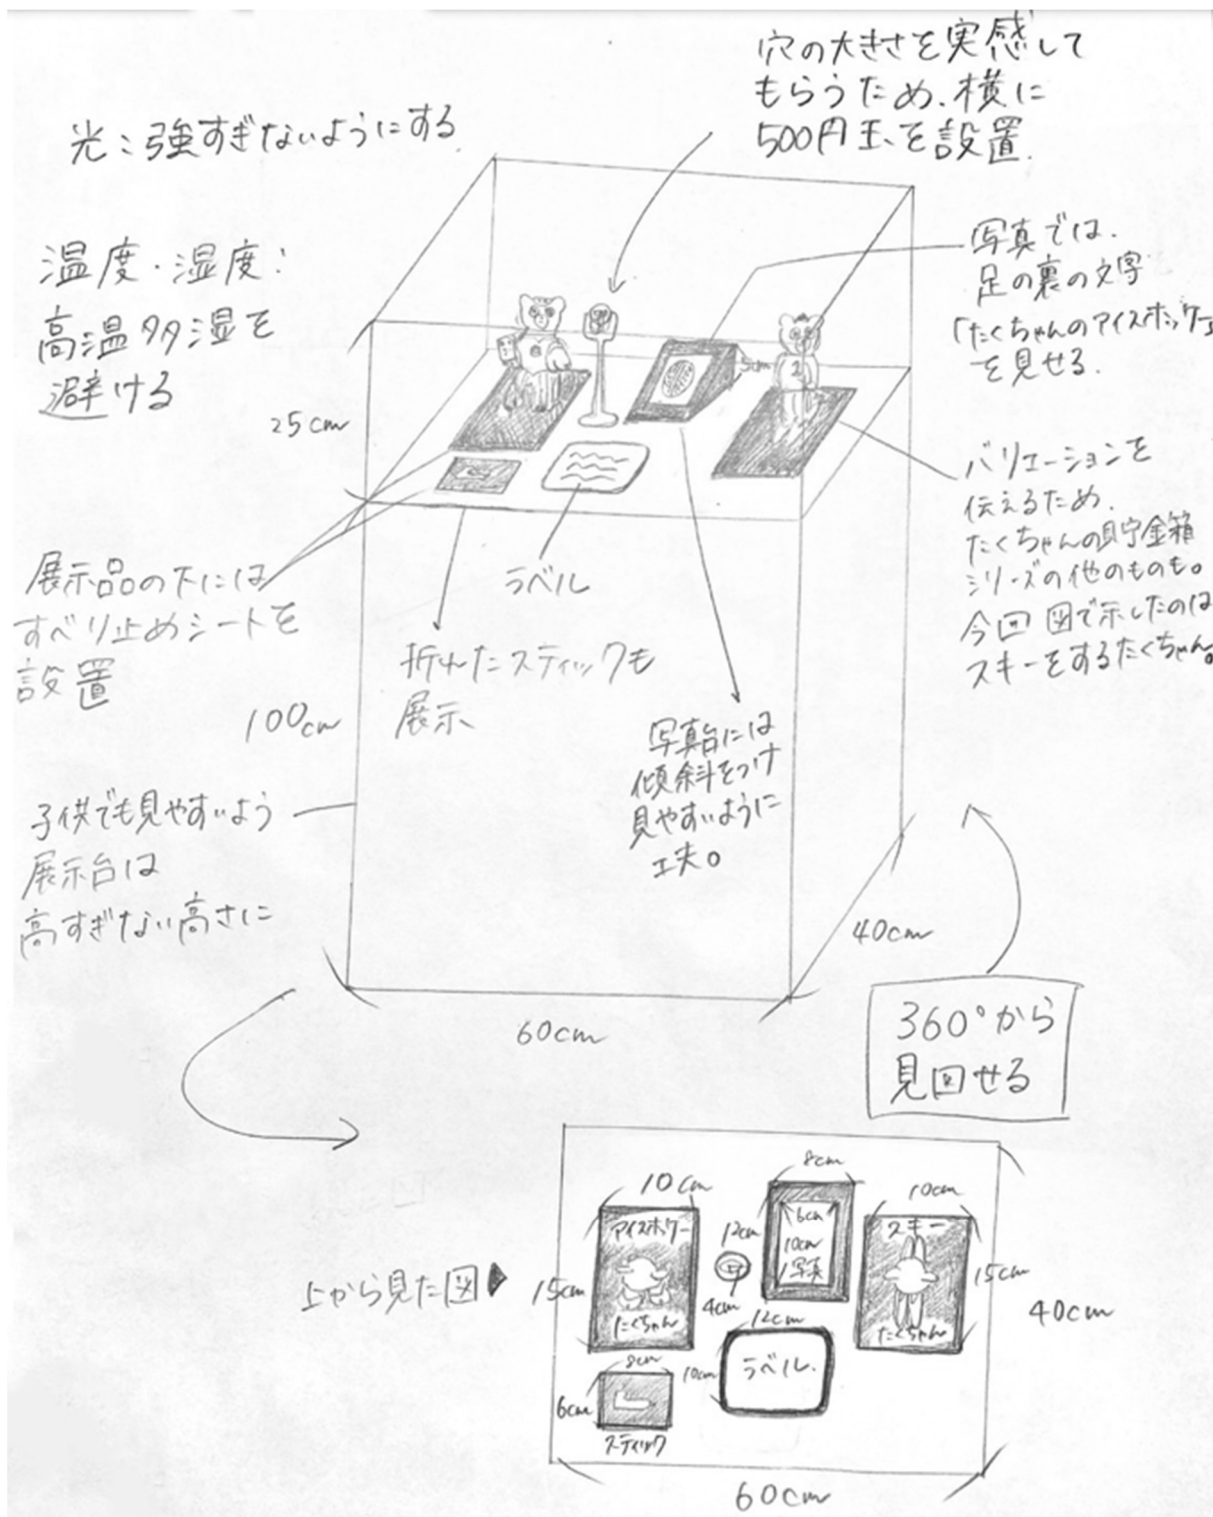 穴の大きさを実感して
もらうため、横に
500円玉を設置.
光：強すぎないようにする
温度・湿度：
高温多湿を
避ける
写真では、
足の裏の文字
「たくちゃんのアイスホッケー」
を見せる.
25cm
5cm
バリエーションを
伝えるため、
たくちゃんの貯金箱
シリーズの他のものも。
今回図で示したのは
スキーをするたくちゃん。
展示品の下には
すべり止めシートを
設置
ラベル
折れたスティックも
展示
100cm
写真台には
傾斜をつけ
見やすいように
工夫。
子供でも見やすいよう
展示台は
高すぎない高さに
40cm
60cm
360°から
見回せる
上から見た図▶
10cm
アイスホッケー
たくちゃん
15cm
12cm
4cm
8cm
6cm
10cm
写真
10cm
スキー
たくちゃん
15cm
40cm
12cm
10cm
ラベル.
8cm
6cm
スティック
60cm